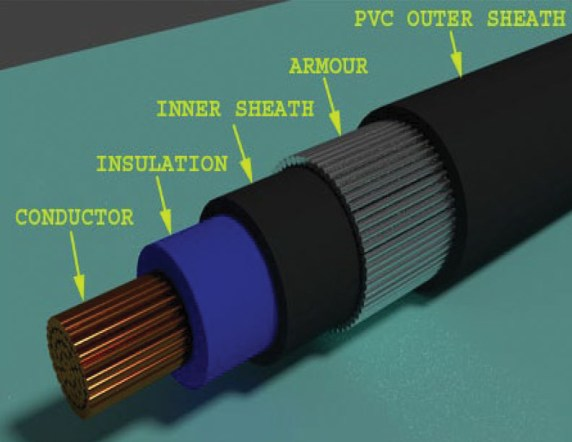 PVC OUTER SHEATH
ARMOUR
INNER SHEATH
INSULATION
CONDUCTOR